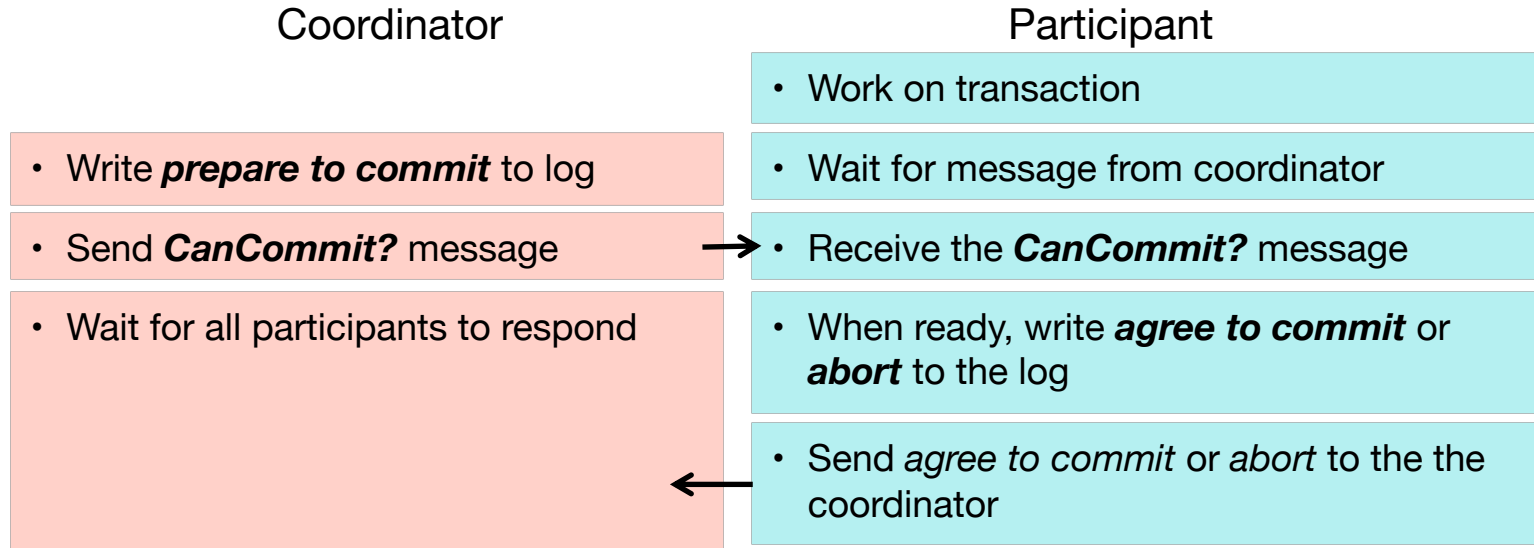 Coordinator
Participant
• Work on transaction
• Write prepare to commit to log
• Wait for message from coordinator
• Send CanCommit? message
• Receive the CanCommit? message
• Wait for all participants to respond
• When ready, write agree to commit or
abort to the log
• Send agree to commit or abort to the the
coordinator